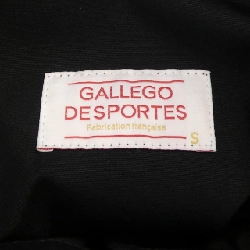 GALLEGO
DESPORTES
Fabrication française
S